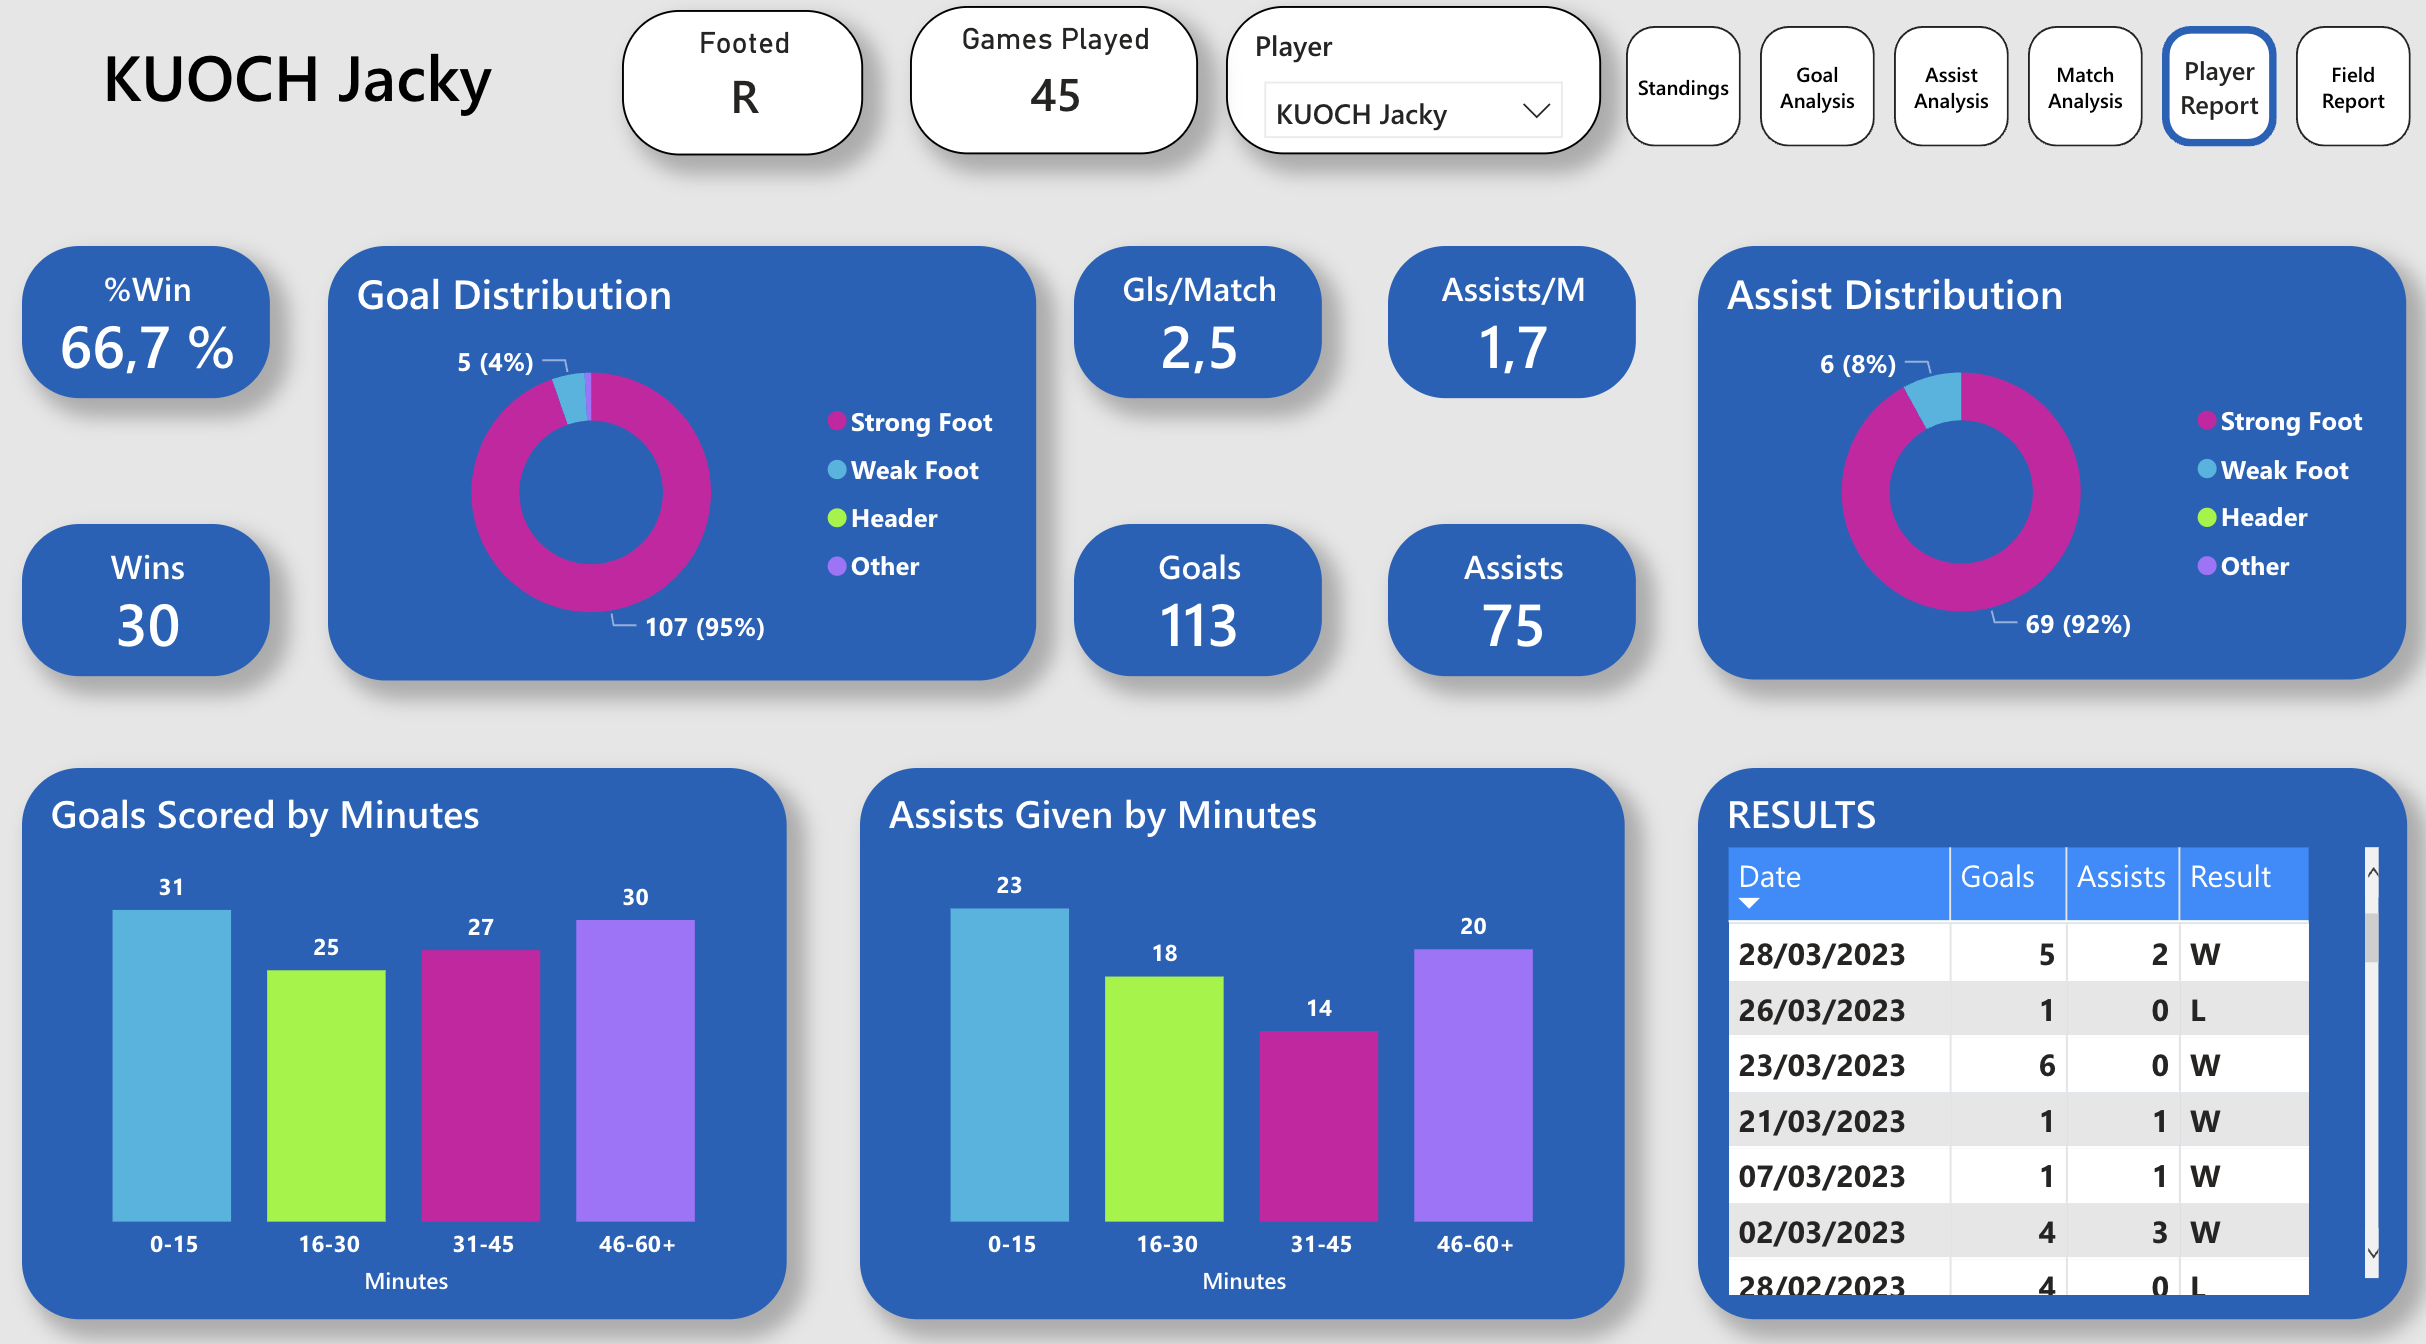 KUOCH Jacky
Footed
R
Games Played
45
Player
KUOCH Jacky
Standings
Goal
Analysis
Assist
Analysis
Match
Analysis
Player
Report
Field
Report
%Win
66,7 %
Wins
30
Goal Distribution
5 (4%)
107 (95%)
Strong Foot
Weak Foot
Header
Other
Gls/Match
2,5
Assists/M
1,7
Goals
113
Assists
75
Assist Distribution
6 (8%)
69 (92%)
Strong Foot
Weak Foot
Header
Other
Goals Scored by Minutes
31
25
27
30
0-15
16-30
31-45
46-60+
Minutes
Assists Given by Minutes
23
18
14
20
0-15
16-30
31-45
46-60+
Minutes
RESULTS
Date Goals Assists Result
28/03/2023 5 2 W
26/03/2023 1 0 L
23/03/2023 6 0 W
21/03/2023 1 1 W
07/03/2023 1 1 W
02/03/2023 4 3 W
28/02/2023 4 0 L